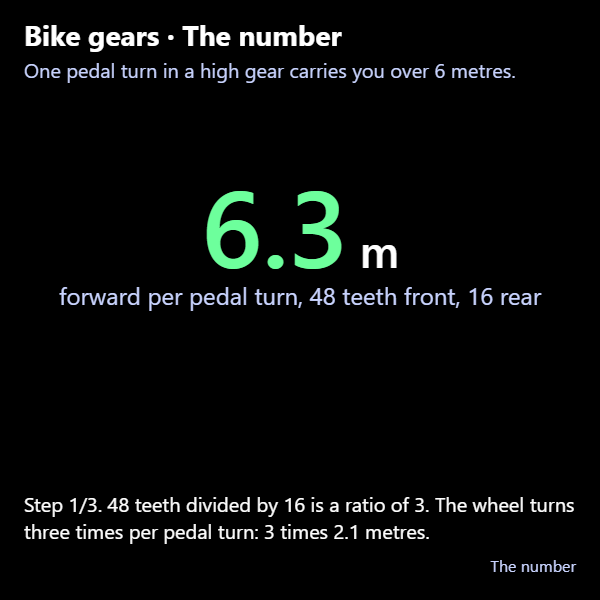 Bike gears · The number
One pedal turn in a high gear carries you over 6 metres.
6.3 m
forward per pedal turn, 48 teeth front, 16 rear
Step 1/3. 48 teeth divided by 16 is a ratio of 3. The wheel turns
three times per pedal turn: 3 times 2.1 metres.
The number